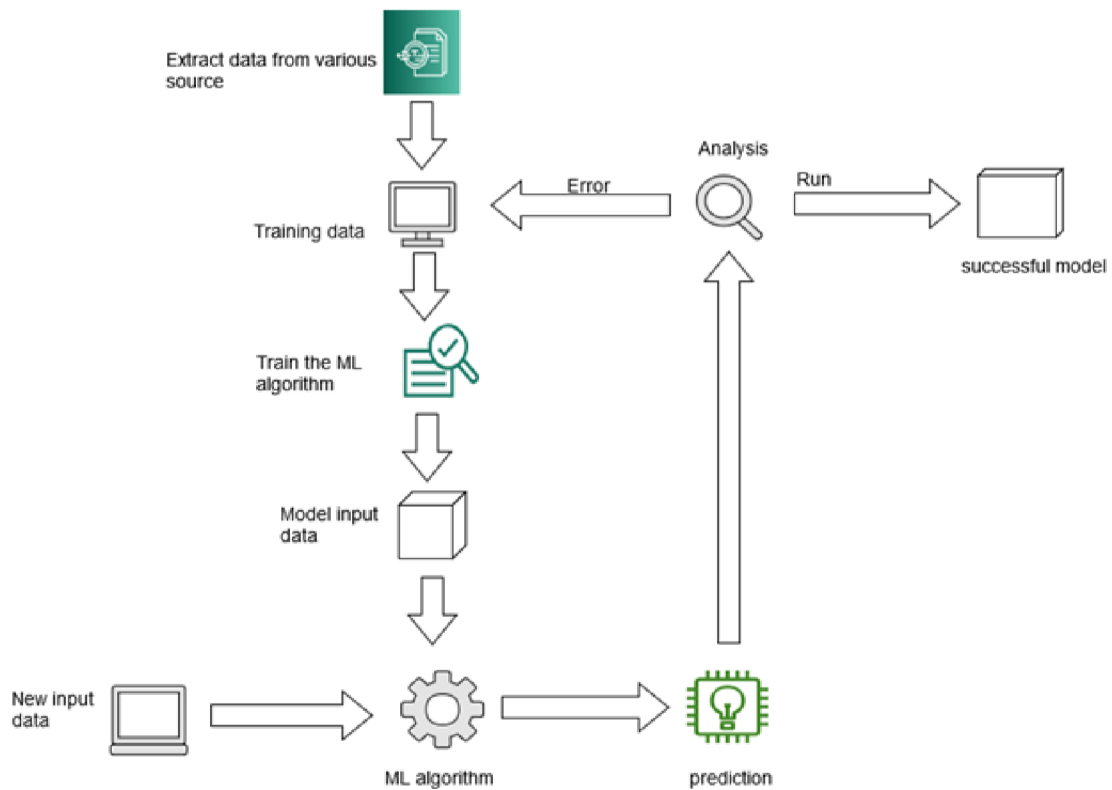 Extract data from various
source
Analysis
Error
Run
Training data
successful model
Train the ML
algorithm
Model input
data
New input
data
ML algorithm
prediction